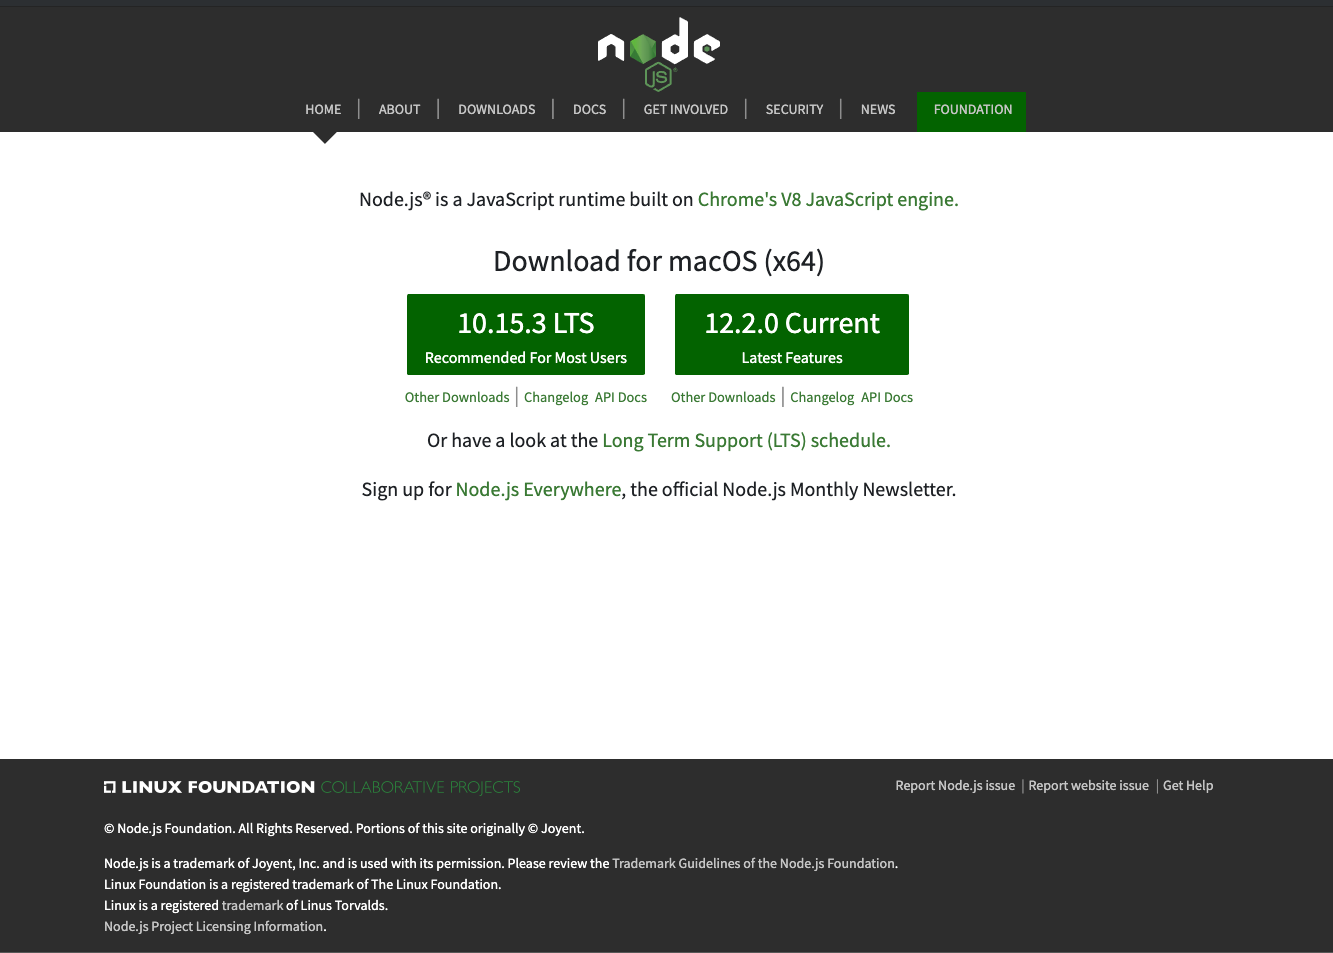 node
JS
HOME ABOUT DOWNLOADS DOCS GET INVOLVED SECURITY NEWS FOUNDATION
Node.js® is a JavaScript runtime built on Chrome's V8 JavaScript engine.
Download for macOS (x64)
10.15.3 LTS
Recommended For Most Users
12.2.0 Current
Latest Features
Other Downloads | Changelog API Docs
Other Downloads | Changelog API Docs
Or have a look at the Long Term Support (LTS) schedule.
Sign up for Node.js Everywhere, the official Node.js Monthly Newsletter.
LINUX FOUNDATION COLLABORATIVE PROJECTS
Report Node.js issue | Report website issue | Get Help
© Node.js Foundation. All Rights Reserved. Portions of this site originally © Joyent.
Node.js is a trademark of Joyent, Inc. and is used with its permission. Please review the Trademark Guidelines of the Node.js Foundation.
Linux Foundation is a registered trademark of The Linux Foundation.
Linux is a registered trademark of Linus Torvalds.
Node.js Project Licensing Information.